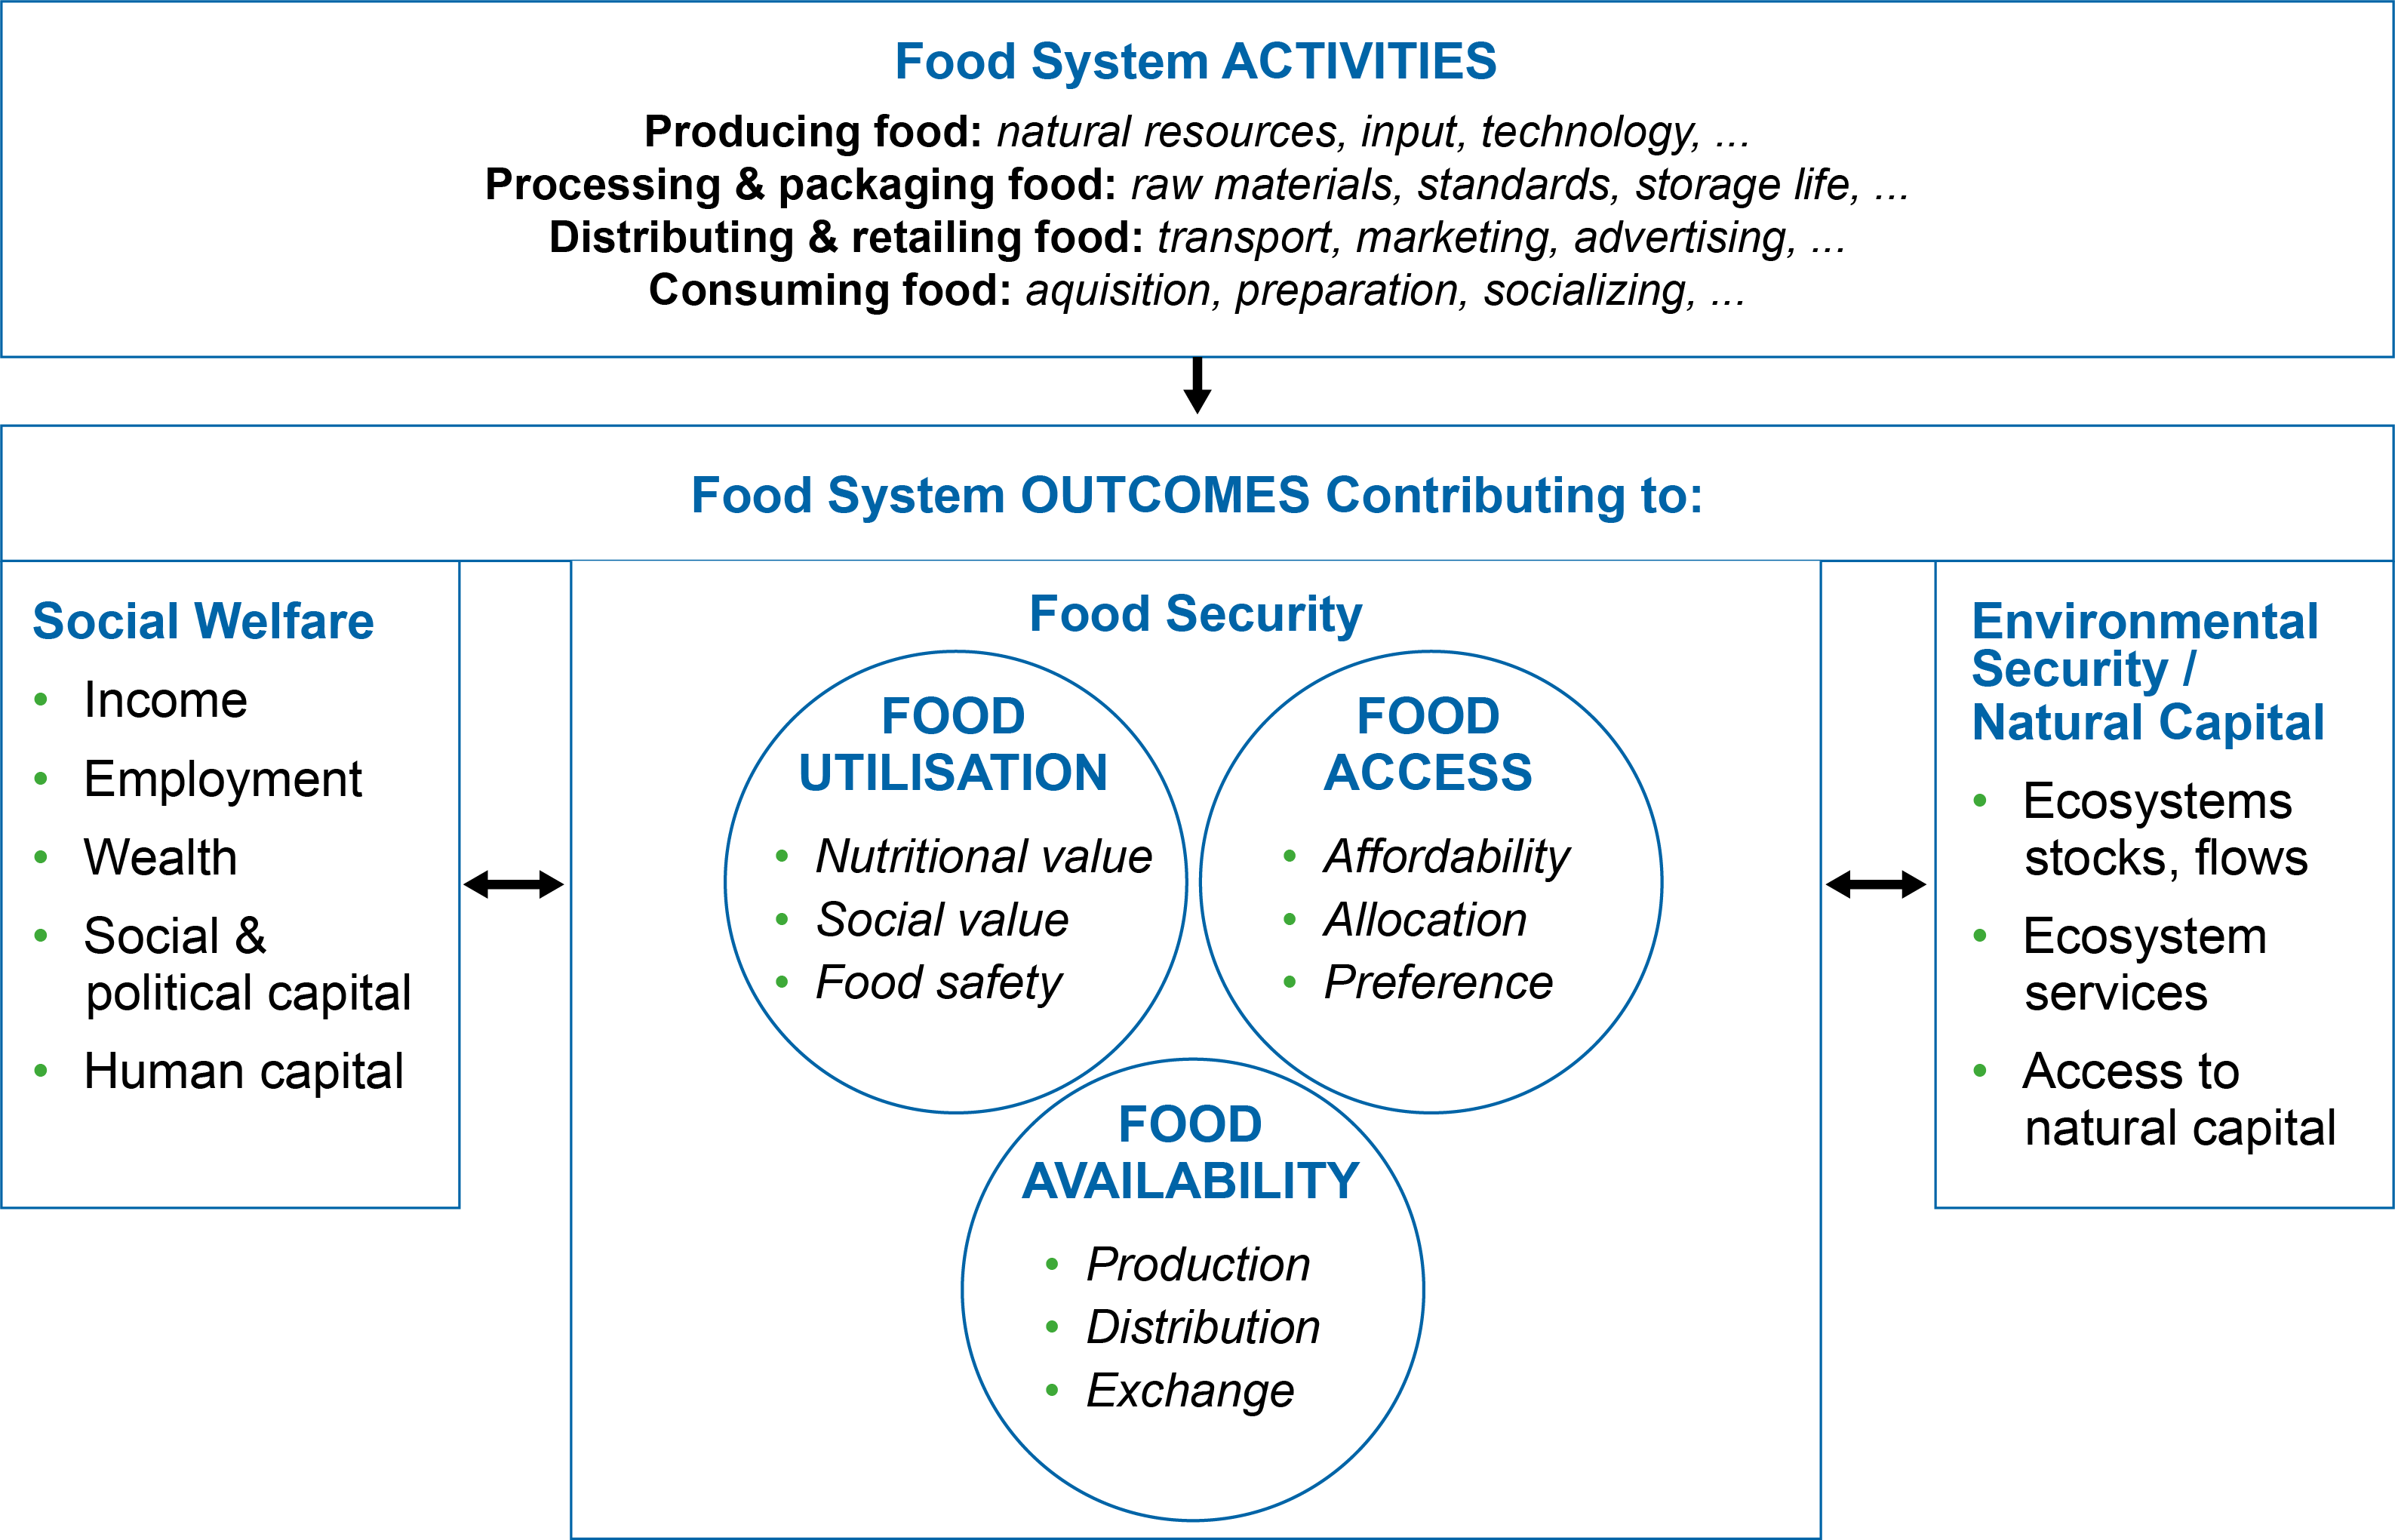 Food System ACTIVITIES
Producing food: natural resources, input, technology, ...
Processing & packaging food: raw materials, standards, storage life, ...
Distributing & retailing food: transport, marketing, advertising, ...
Consuming food: aquisition, preparation, socializing, ...
Food System OUTCOMES Contributing to:
Social Welfare
• Income
• Employment
• Wealth
• Social &
political capital
• Human capital
Food Security
FOOD
UTILISATION
• Nutritional value
• Social value
• Food safety
FOOD
ACCESS
• Affordability
• Allocation
• Preference
FOOD
AVAILABILITY
• Production
• Distribution
• Exchange
Environmental
Security /
Natural Capital
• Ecosystems
stocks, flows
• Ecosystem
services
• Access to
natural capital